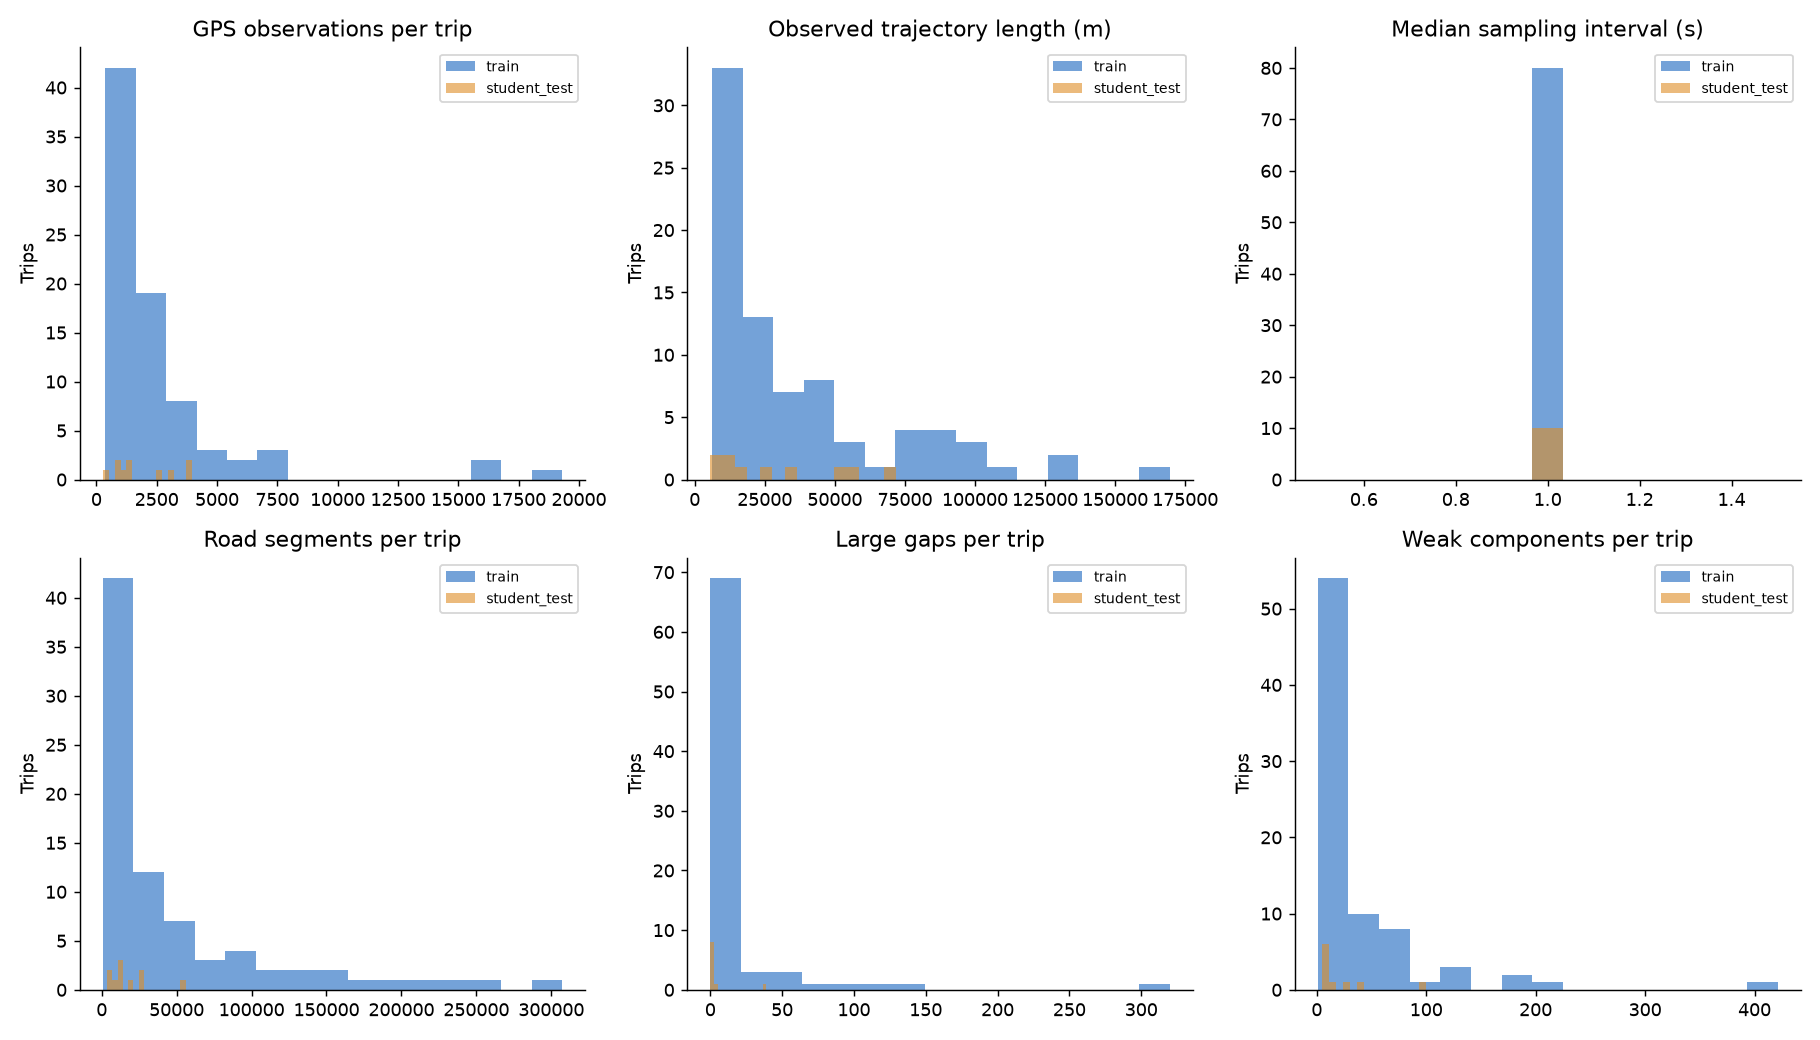 GPS observations per trip
Trips
40
35
30
25
20
15
10
5
0
0 2500 5000 7500 10000 12500 15000 17500 20000
train
student_test
Observed trajectory length (m)
Trips
30
25
20
15
10
5
0
0 25000 50000 75000 100000 125000 150000 175000
train
student_test
Median sampling interval (s)
Trips
80
70
60
50
40
30
20
10
0
0.6 0.8 1.0 1.2 1.4
train
student_test
Road segments per trip
Trips
40
35
30
25
20
15
10
5
0
0 50000 100000 150000 200000 250000 300000
train
student_test
Large gaps per trip
Trips
70
60
50
40
30
20
10
0
0 50 100 150 200 250 300
train
student_test
Weak components per trip
Trips
50
40
30
20
10
0
0 100 200 300 400
train
student_test